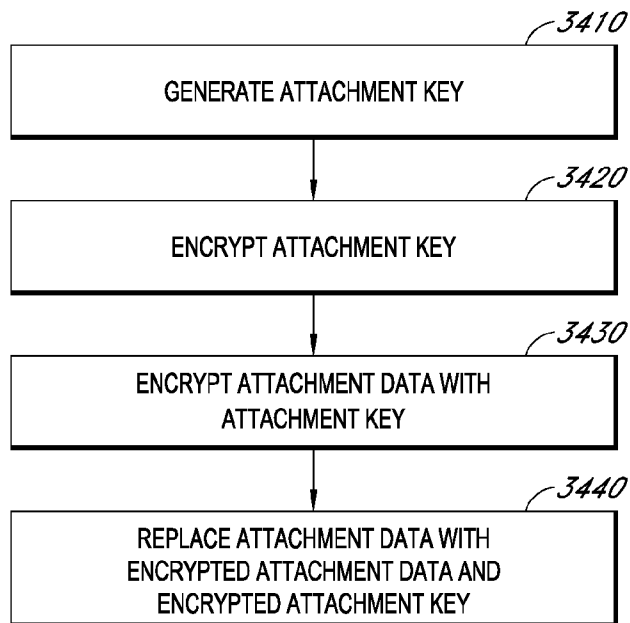 3410
GENERATE ATTACHMENT KEY
3420
ENCRYPT ATTACHMENT KEY
3430
ENCRYPT ATTACHMENT DATA WITH
ATTACHMENT KEY
3440
REPLACE ATTACHMENT DATA WITH
ENCRYPTED ATTACHMENT DATA AND
ENCRYPTED ATTACHMENT KEY